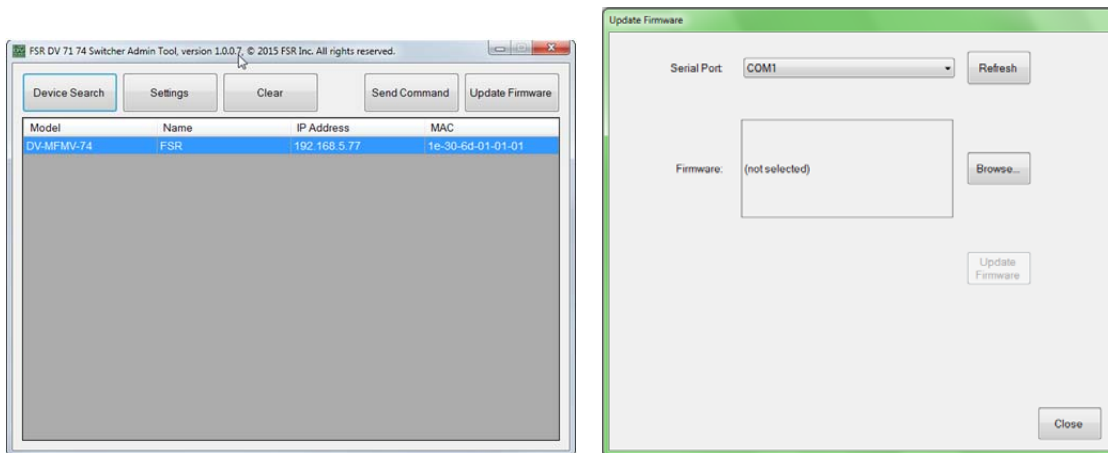 FSR DV 71 74 Switcher Admin Tool, version 1.0.0.7, © 2015 FSR Inc. All rights reserved.
Device Search Settings Clear Send Command Update Firmware
Model Name IP Address MAC
DV-MFMV-74 FSR 192.168.5.77 1e-30-6d-01-01-01
Update Firmware
Serial Port: COM1 Refresh
Firmware: (not selected) Browse...
Update
Firmware
Close